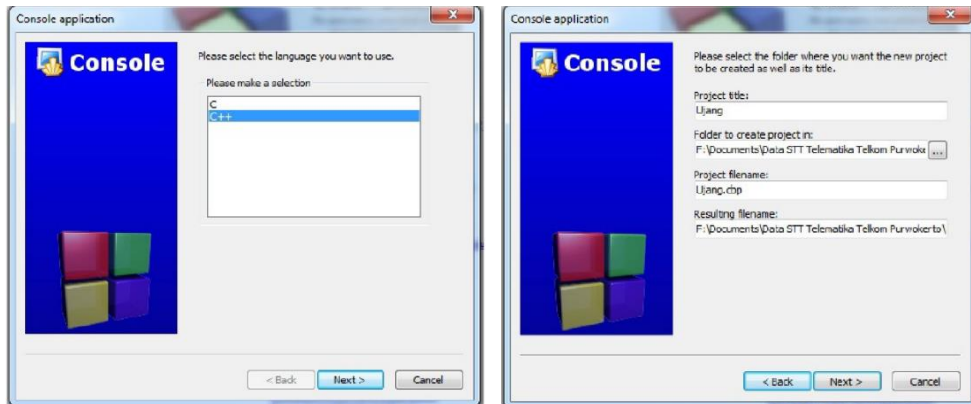 Console application
Console
Please select the language you want to use.
Please make a selection
C
C++
< Back
Next >
Cancel
Console application
Console
Please select the folder where you want the new project
to be created as well as its title.
Project title:
Ujang
Folder to create project in:
F:\Documents\Data STT Telematika Telkom Purwoke
...
Project filename:
Ujang.cbp
Resulting filename:
F:\Documents\Data STT Telematika Telkom Purwokerto\
< Back
Next >
Cancel